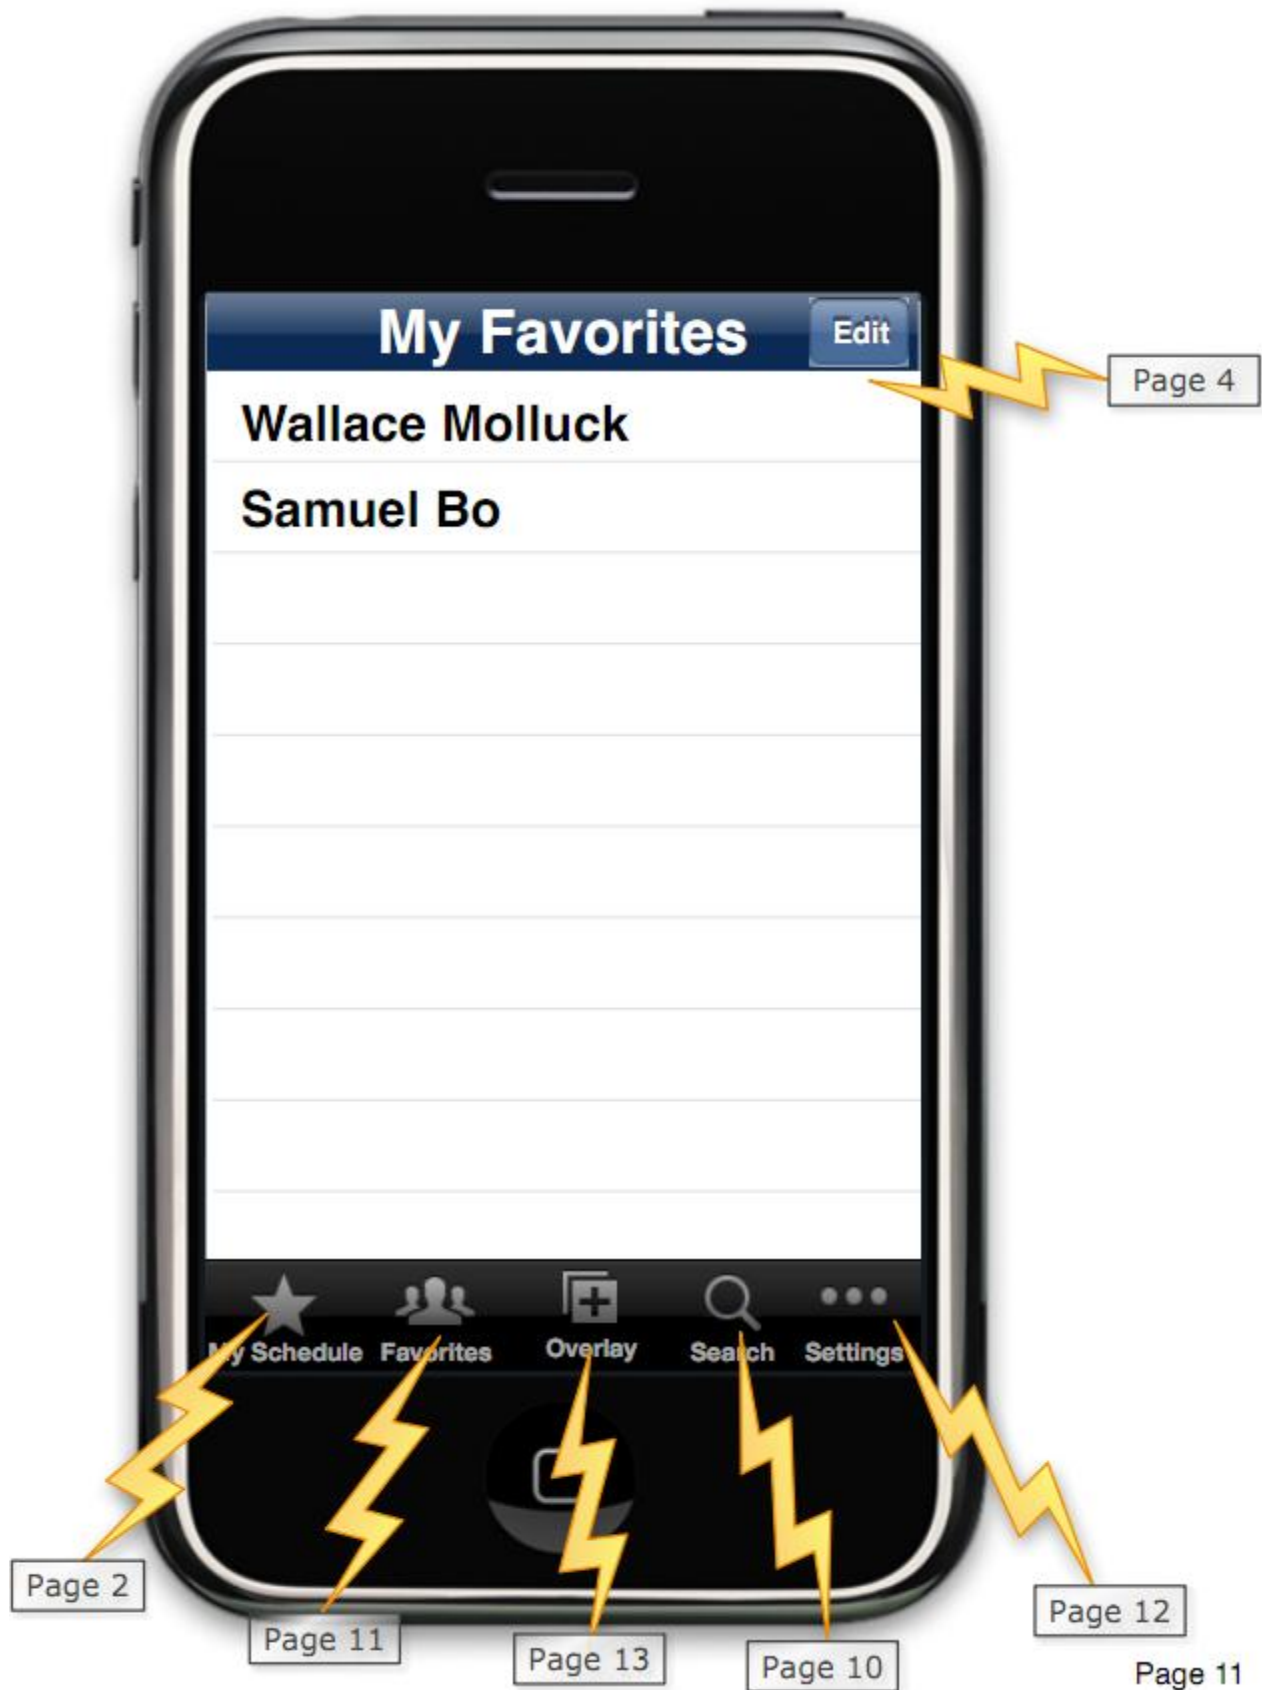 My Favorites Edit
Page 4
Wallace Molluck
Samuel Bo
My Schedule Favorites Overlay Search Settings
Page 2
Page 11
Page 13
Page 10
Page 12
Page 11